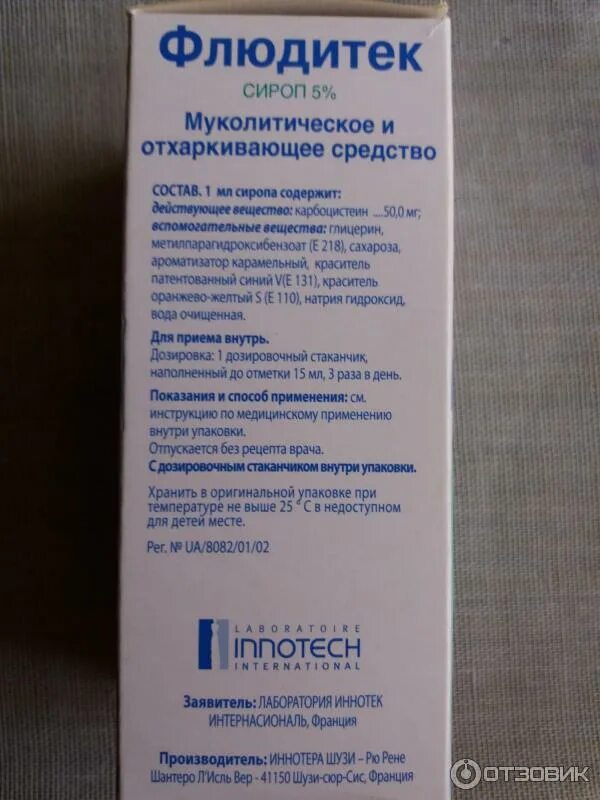 Флюдитек
СИРОП 5%
Муколитическое и
отхаркивающее средство
СОСТАВ. 1 мл сиропа содержит:
действующее вещество: карбоцистеин ....50,0 мг;
вспомогательные вещества: глицерин,
метилпарагидроксибензоат (Е 218), сахароза,
ароматизатор карамельный, краситель
патентованный синий V(Е 131), краситель
оранжево-желтый S (Е 110), натрия гидроксид,
вода очищенная.
Для приема внутрь.
Дозировка: 1 дозировочный стаканчик,
наполненный до отметки 15 мл, 3 раза в день.
Показания и способ применения: см.
инструкцию по медицинскому применению
внутри упаковки.
Отпускается без рецепта врача.
С дозировочным стаканчиком внутри упаковки.
Хранить в оригинальной упаковке при
температуре не выше 25 °С в недоступном
для детей месте.
Рег. № UA/8082/01/02
LABORATOIRE
INNOTECH
INTERNATIONAL
Заявитель: ЛАБОРАТОРИЯ ИННОТЕК
ИНТЕРНАСИОНАЛЬ, Франция
Производитель: ИННОТЕРА ШУЗИ – Рю Рене
Шантеро Л'Исль Вер - 41150 Шузи-сюр-Сис, Франция
ОТЗОВИК